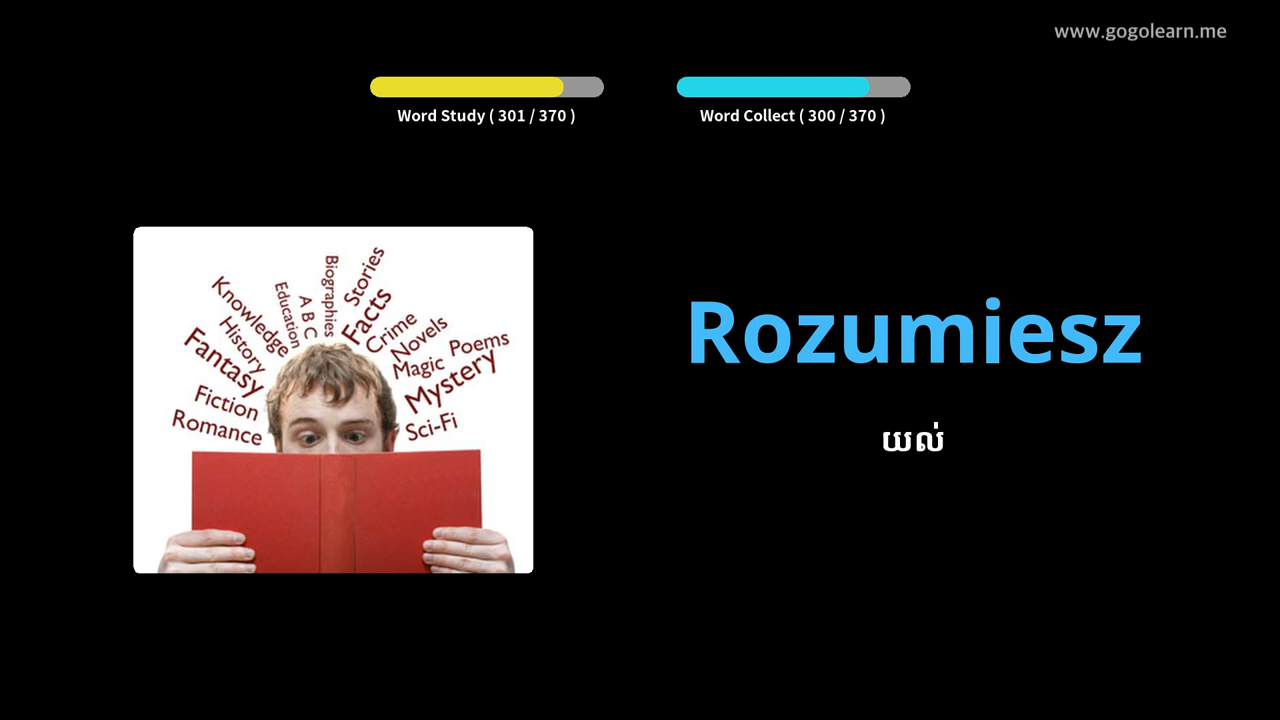 www.gogolearn.me
Word Study ( 301 / 370 )
Word Collect ( 300 / 370 )
Rozumiesz
យល់
Knowledge
History
Fantasy
Fiction
Romance
Education
A B C
Biographies
Stories
Facts
Crime
Novels
Magic
Poems
Mystery
Sci-Fi